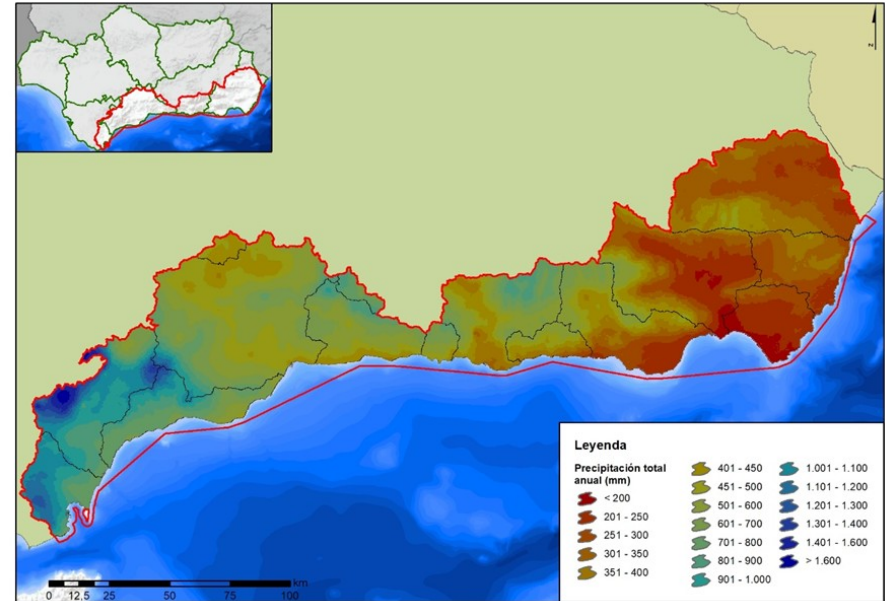 N
Leyenda
Precipitación total
anual (mm)
< 200
201 - 250
251 - 300
301 - 350
351 - 400
401 - 450
451 - 500
501 - 600
601 - 700
701 - 800
801 - 900
901 - 1.000
1.001 - 1.100
1.101 - 1.200
1.201 - 1.300
1.301 - 1.400
1.401 - 1.600
> 1.600
km
0 12,5 25 50 75 100